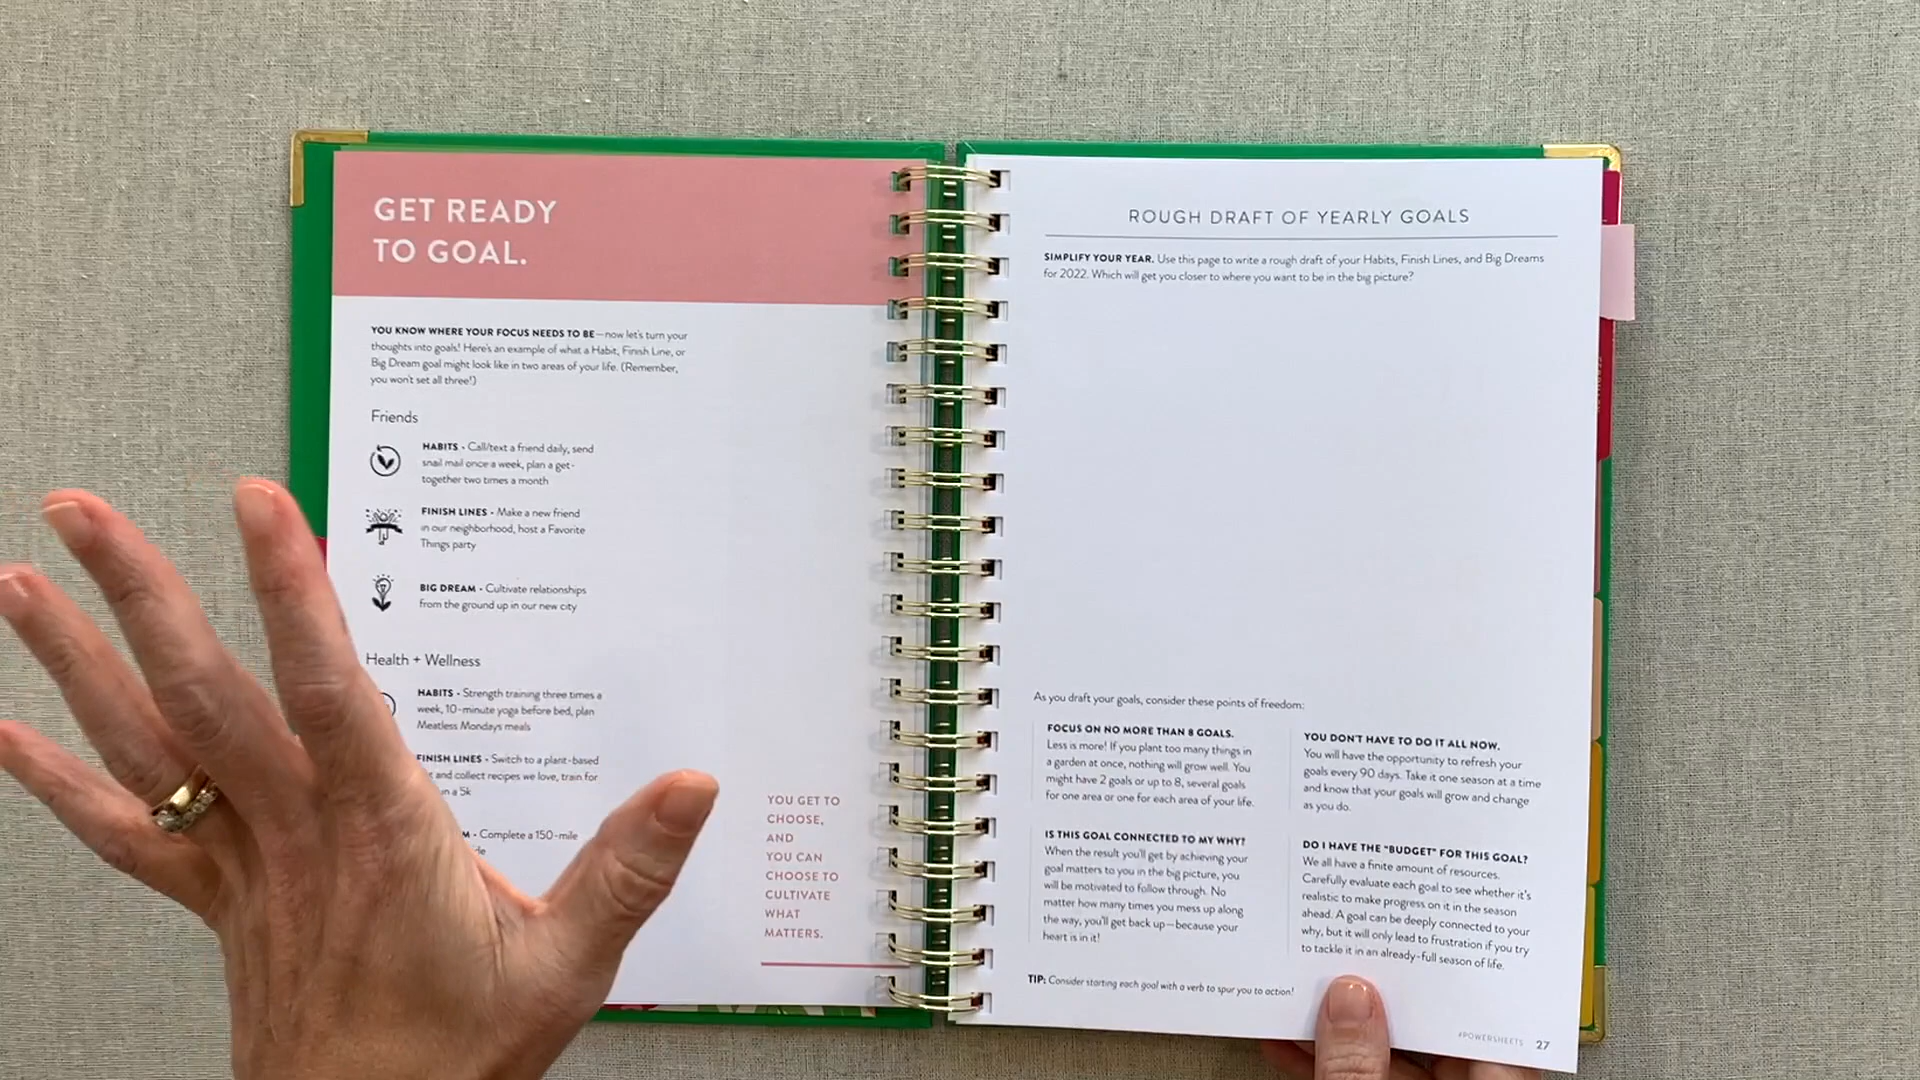 GET READY
TO GOAL.
YOU KNOW WHERE YOUR FOCUS NEEDS TO BE—now let's turn your
thoughts into goals! Here's an example of what a Habit, Finish Line, or
Big Dream goal might look like in two areas of your life. (Remember,
you won't set all three!)
Friends
HABITS - Call/text a friend daily, send
snail mail once a week, plan a get-
together two times a month
FINISH LINES - Make a new friend
in our neighborhood, host a Favorite
Things party
BIG DREAM - Cultivate relationships
from the ground up in our new city
Health + Wellness
HABITS - Strength training three times a
week, 10-minute yoga before bed, plan
Meatless Mondays meals
FINISH LINES - Switch to a plant-based
and collect recipes we love, train for
a 5k
- Complete a 150-mile
YOU GET TO
CHOOSE,
AND
YOU CAN
CHOOSE TO
CULTIVATE
WHAT
MATTERS.
ROUGH DRAFT OF YEARLY GOALS
SIMPLIFY YOUR YEAR. Use this page to write a rough draft of your Habits, Finish Lines, and Big Dreams
for 2022. Which will get you closer to where you want to be in the big picture?
As you draft your goals, consider these points of freedom:
FOCUS ON NO MORE THAN 8 GOALS.
Less is more! If you plant too many things in
a garden at once, nothing will grow well. You
might have 2 goals or up to 8, several goals
for one area or one for each area of your life.
YOU DON'T HAVE TO DO IT ALL NOW.
You will have the opportunity to refresh your
goals every 90 days. Take it one season at a time
and know that your goals will grow and change
as you do.
IS THIS GOAL CONNECTED TO MY WHY?
When the result you'll get by achieving your
goal matters to you in the big picture, you
will be motivated to follow through. No
matter how many times you mess up along
the way, you'll get back up—because your
heart is in it!
DO I HAVE THE "BUDGET" FOR THIS GOAL?
We all have a finite amount of resources.
Carefully evaluate each goal to see whether it's
realistic to make progress on it in the season
ahead. A goal can be deeply connected to your
why, but it will only lead to frustration if you try
to tackle it in an already-full season of life.
TIP: Consider starting each goal with a verb to spur you to action!
#POWERSHEETS 27